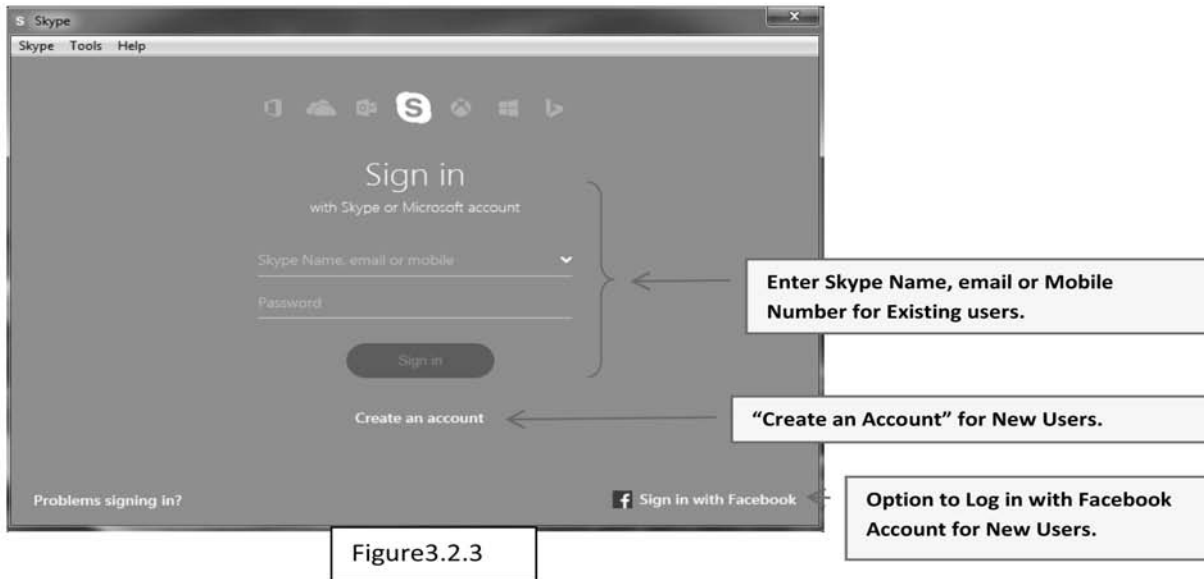 S Skype
Skype Tools Help
S
Sign in
with Skype or Microsoft account
Skype Name, email or mobile
Password
Sign in
Create an account
Problems signing in?
f Sign in with Facebook
Enter Skype Name, email or Mobile
Number for Existing users.
“Create an Account” for New Users.
Option to Log in with Facebook
Account for New Users.
Figure3.2.3